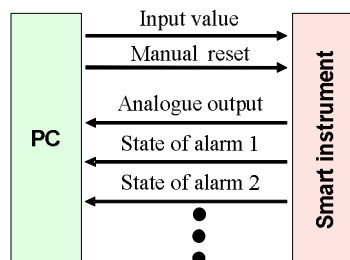 Input value
Manual reset
Analogue output
PC
State of alarm 1
State of alarm 2
Smart instrument